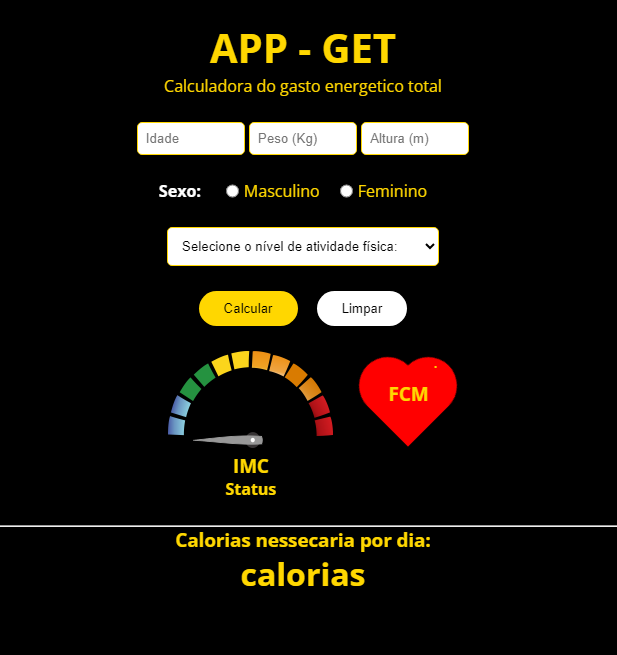 APP - GET
Calculadora do gasto energetico total
Idade Peso (Kg) Altura (m)
Sexo: Masculino Feminino
Selecione o nível de atividade física:
Calcular Limpar
FCM
IMC
Status
Calorias nessecaria por dia:
calorias